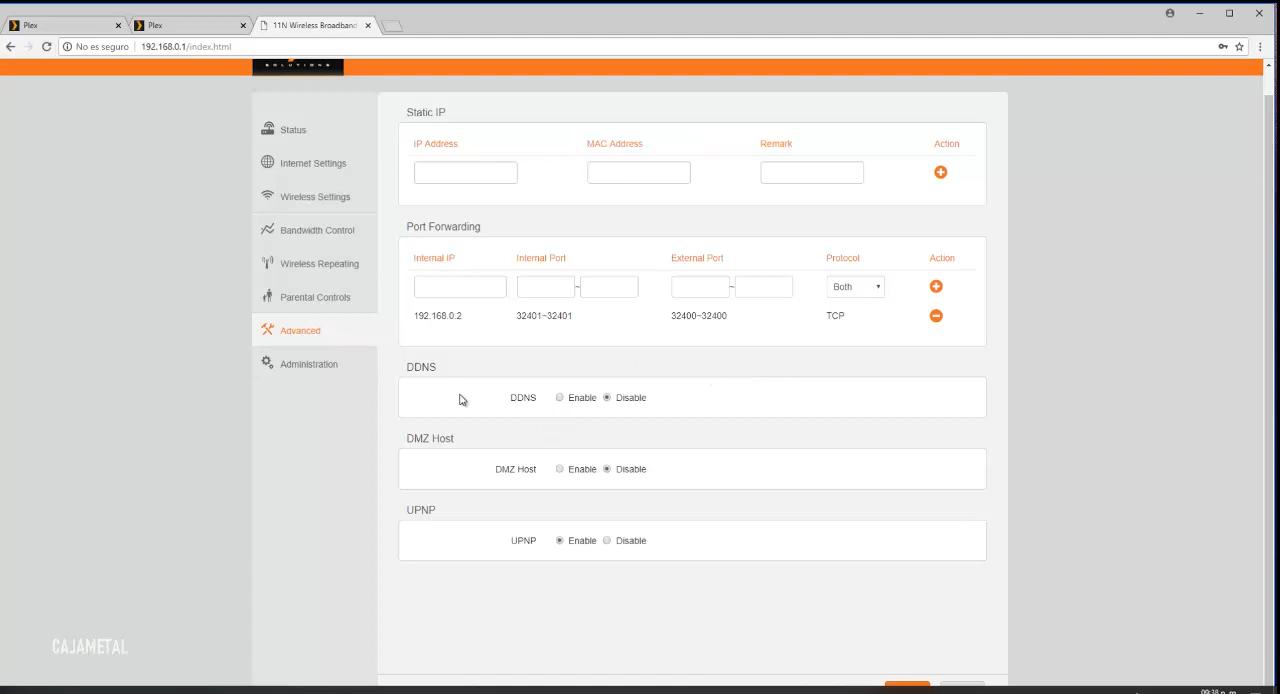 Plex
Plex
11N Wireless Broadband
No es seguro 192.168.0.1/index.html
SOLUTIONS
Static IP
IP Address MAC Address Remark Action
Status
Internet Settings
Wireless Settings
Bandwidth Control
Wireless Repeating
Parental Controls
Advanced
Administration
Port Forwarding
Internal IP Internal Port External Port Protocol Action
~ ~ Both
192.168.0.2 32401~32401 32400~32400 TCP
DDNS
DDNS Enable Disable
DMZ Host
DMZ Host Enable Disable
UPNP
UPNP Enable Disable
CAJAMETAL
09:38 p. m.